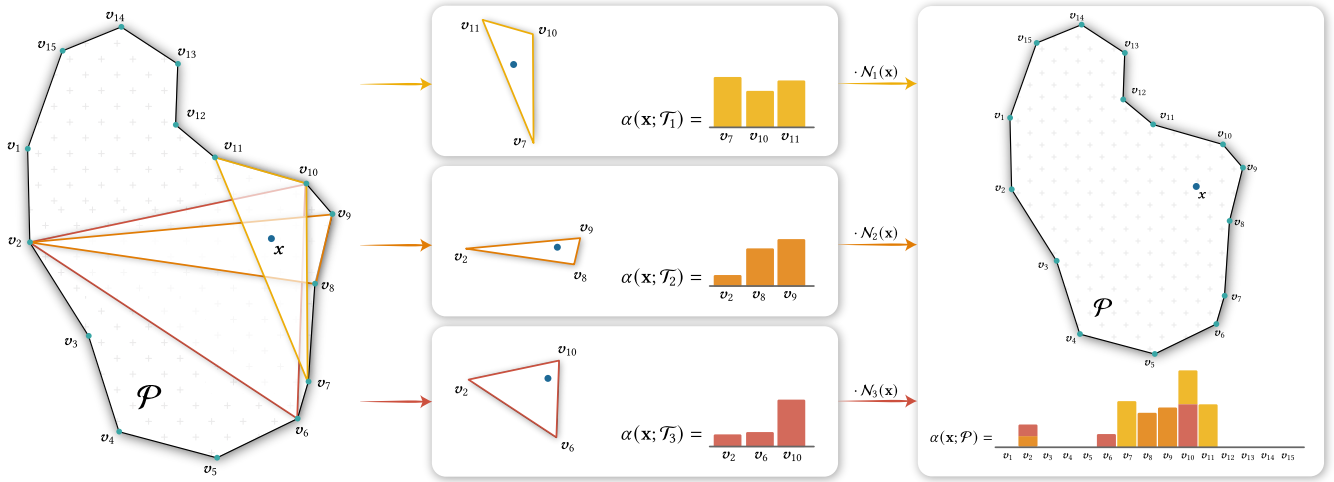 v₁₄
v₁₅
v₁₃
v₁₂
v₁
v₁₁
v₁₀
v₉
v₂
x
v₈
v₃
v₇
𝒫
v₄
v₆
v₅
v₁₁
v₁₀
v₇
α(x; 𝒯₁) =
v₇ v₁₀ v₁₁
v₉
v₂
v₈
α(x; 𝒯₂) =
v₂ v₈ v₉
v₁₀
v₂
v₆
α(x; 𝒯₃) =
v₂ v₆ v₁₀
· 𝒩₁(x)
· 𝒩₂(x)
· 𝒩₃(x)
v₁₄
v₁₅
v₁₃
v₁₂
v₁
v₁₁
v₁₀
v₉
v₂
x
v₈
v₃
v₇
𝒫
v₆
v₄
v₅
α(x; 𝒫) =
v₁ v₂ v₃ v₄ v₅ v₆ v₇ v₈ v₉ v₁₀ v₁₁ v₁₂ v₁₃ v₁₄ v₁₅